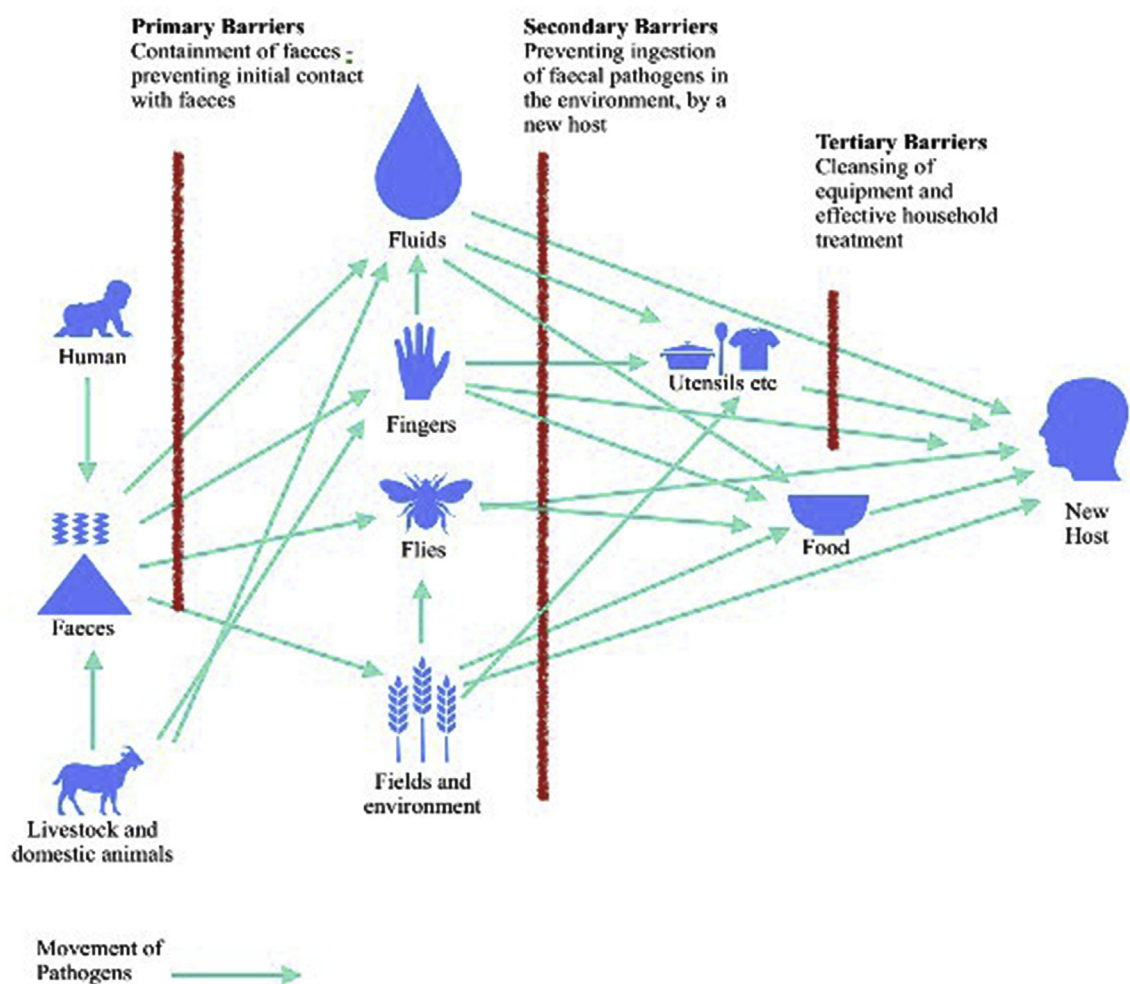 Primary Barriers
Containment of faeces -
preventing initial contact
with faeces
Secondary Barriers
Preventing ingestion
of faecal pathogens in
the environment, by a
new host
Tertiary Barriers
Cleansing of
equipment and
effective household
treatment
Fluids
Human
Utensils etc
Fingers
New
Host
Flies
Food
Faeces
Fields and
environment
Livestock and
domestic animals
Movement of
Pathogens